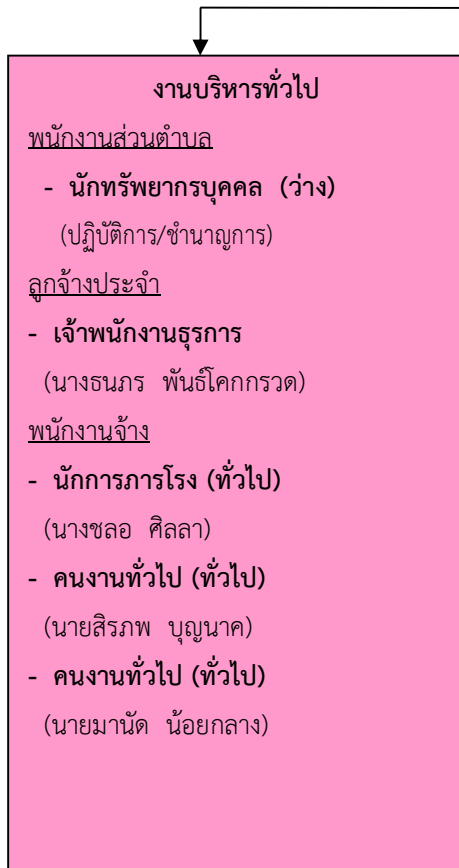 งานบริหารทั่วไป
พนักงานส่วนตำบล
- นักทรัพยากรบุคคล (ว่าง)
(ปฏิบัติการ/ชำนาญการ)
ลูกจ้างประจำ
- เจ้าพนักงานธุรการ
(นางธนภร พันธ์โคกกรวด)
พนักงานจ้าง
- นักการภารโรง (ทั่วไป)
(นางชลอ ศิลลา)
- คนงานทั่วไป (ทั่วไป)
(นายสิรภพ บุญนาค)
- คนงานทั่วไป (ทั่วไป)
(นายมานัด น้อยกลาง)